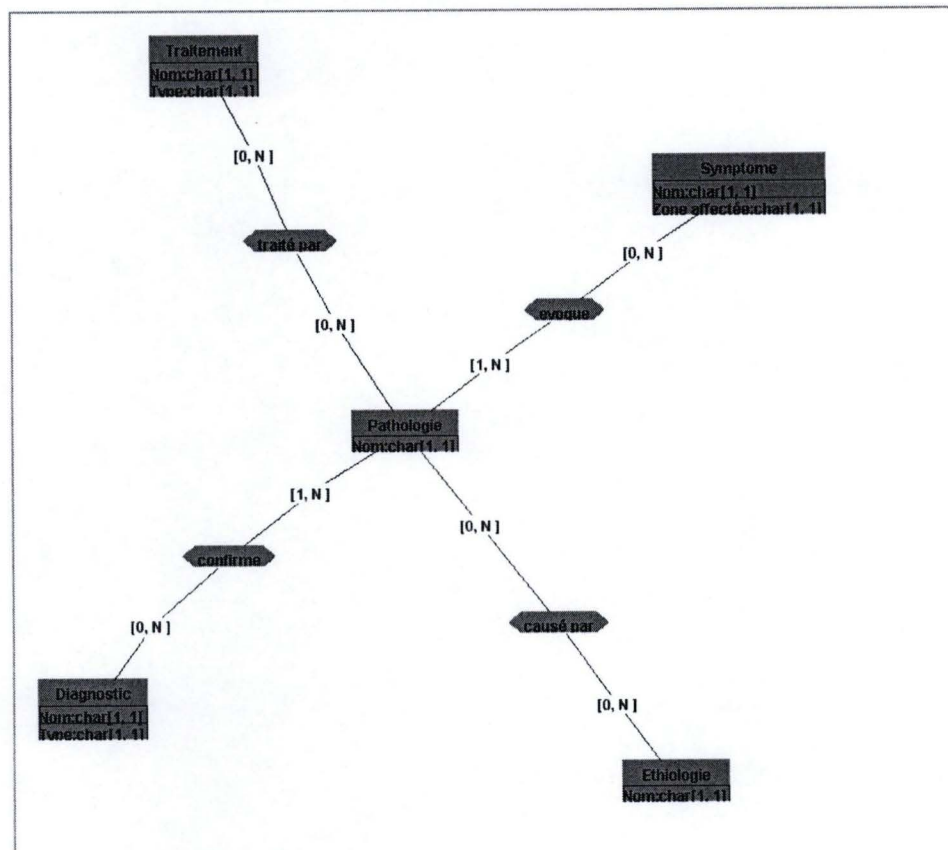 Traitement
Nom:char[1, 1]
Type:char[1, 1]
[0, N ]
Symptome
Nom:char[1, 1]
Zone affectée:char[1, 1]
traité par
[0, N ]
evoque
[0, N ]
[1, N ]
Pathologie
Nom:char[1, 1]
[1, N ]
[0, N ]
confirme
causé par
[0, N ]
Diagnostic
Nom:char[1, 1]
Type:char[1, 1]
[0, N ]
Ethiologie
Nom:char[1, 1]